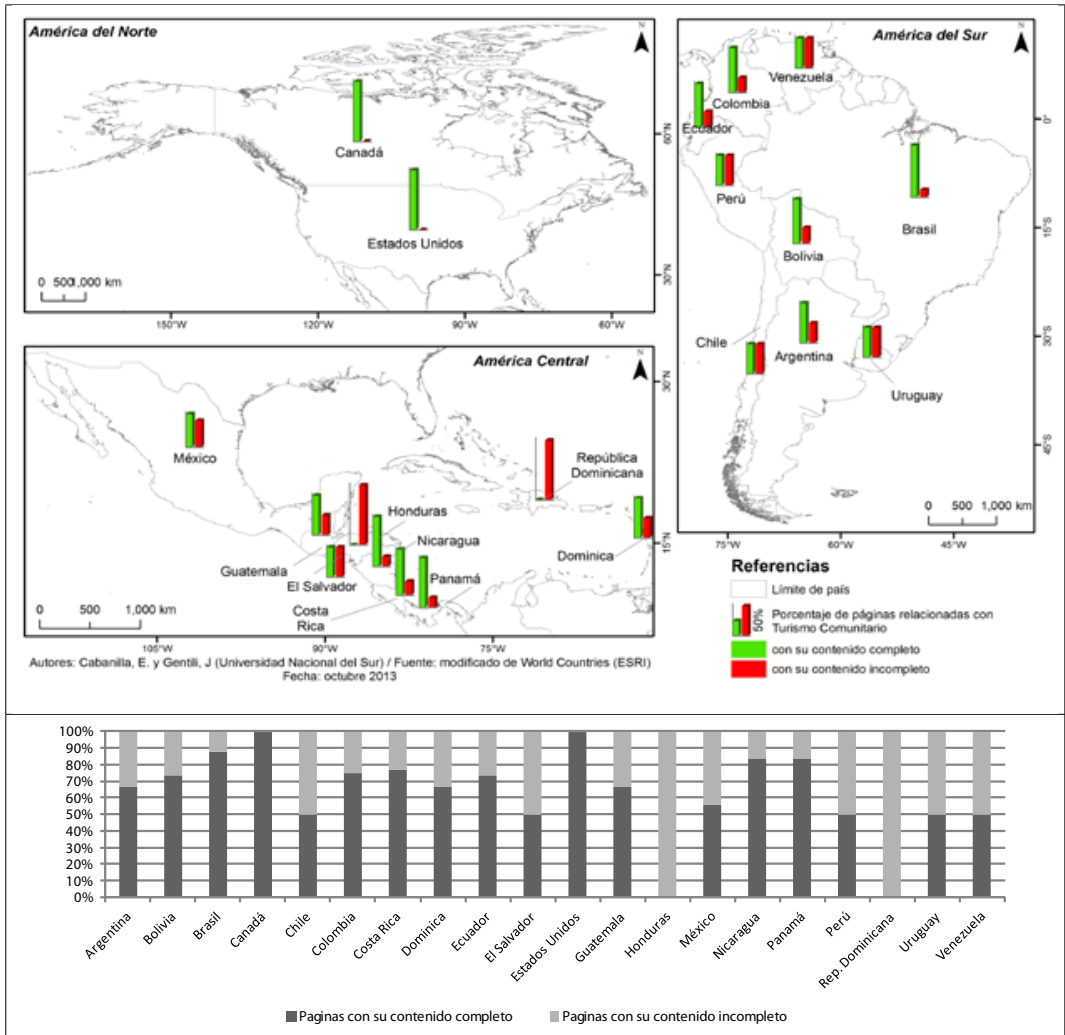 América del Norte
Canadá
Estados Unidos
60°N
30°N
0 500 1,000 km
150°W 120°W 90°W 60°W
América Central
30°N
México
República
Dominicana
Honduras
Nicaragua
Guatemala
El Salvador
Panamá
Costa
Rica
Dominica
15°N
0 500 1,000 km
105°W 90°W 75°W
Autores: Cabanilla, E. y Gentili, J (Universidad Nacional del Sur) / Fuente: modificado de World Countries (ESRI)
Fecha: octubre 2013
América del Sur
Venezuela
Colombia
Ecuador
Perú
Brasil
Bolivia
Chile
Argentina
Uruguay
0°
15°S
30°S
45°S
0 500 1,000 km
75°W 60°W 45°W
Referencias
Límite de país
50%
Porcentaje de páginas relacionadas con
Turismo Comunitario
con su contenido completo
con su contenido incompleto
100%
90%
80%
70%
60%
50%
40%
30%
20%
10%
0%
Argentina
Bolivia
Brasil
Canadá
Chile
Colombia
Costa Rica
Dominica
Ecuador
El Salvador
Estados Unidos
Guatemala
Honduras
México
Nicaragua
Panamá
Perú
Rep. Dominicana
Uruguay
Venezuela
Paginas con su contenido completo
Paginas con su contenido incompleto